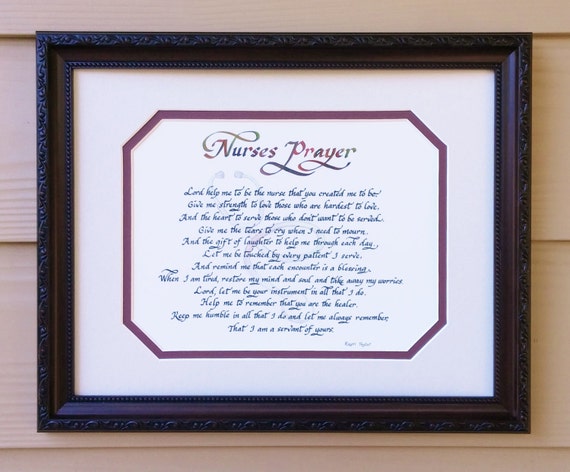 Nurses Prayer
Lord help me to be the nurse that you created me to be.
Give me strength to love those who are hardest to love,
And the heart to serve those who don't want to be served.
Give me the tears to cry when I need to mourn,
And the gift of laughter to help me through each day,
Let me be touched by every patient I serve,
And remind me that each encounter is a blessing,
When I am tired, restore my mind and soul and take away my worries.
Lord, let me be your instrument in all that I do.
Help me to remember that you are the healer.
Keep me humble in all that I do and let me always remember,
That I am a servant of yours.